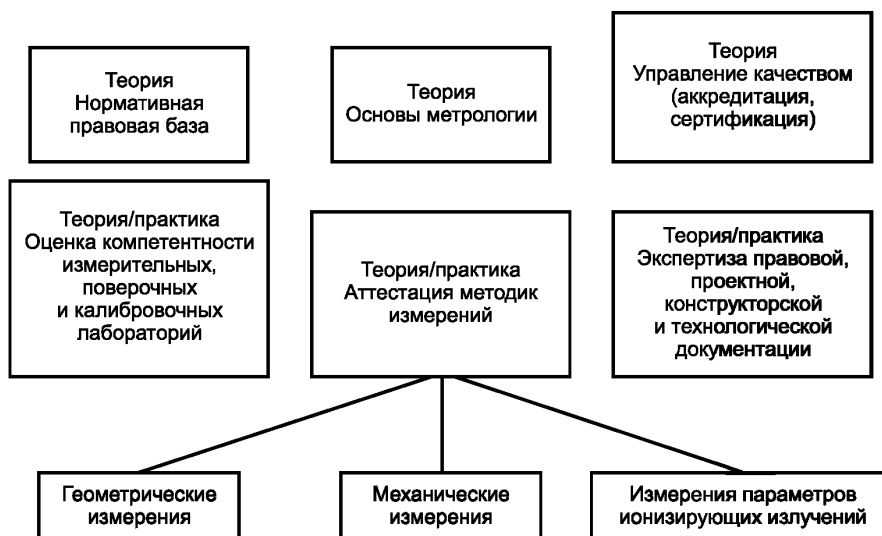 Теория
Нормативная
правовая база
Теория
Основы метрологии
Теория
Управление качеством
(аккредитация,
сертификация)
Теория/практика
Оценка компетентности
измерительных,
поверочных
и калибровочных
лабораторий
Теория/практика
Аттестация методик
измерений
Теория/практика
Экспертиза правовой,
проектной,
конструкторской
и технологической
документации
Геометрические
измерения
Механические
измерения
Измерения параметров
ионизирующих излучений